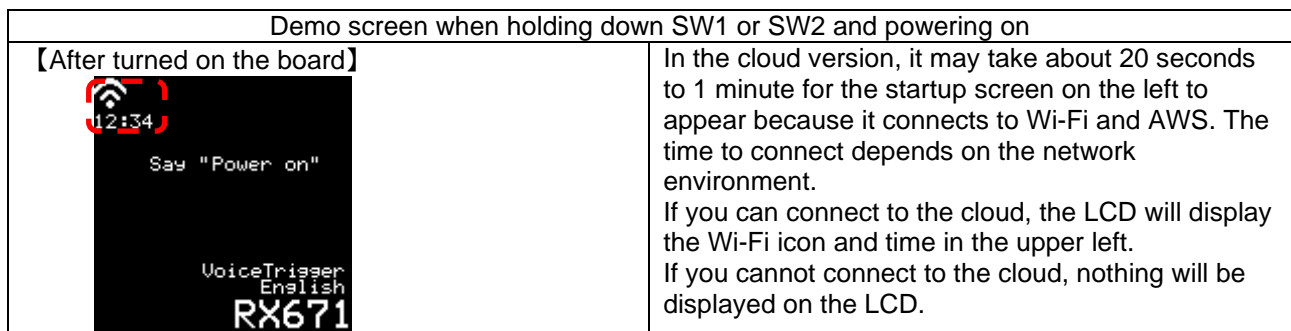 Demo screen when holding down SW1 or SW2 and powering on
【After turned on the board】
12:34
Say "Power on"
VoiceTrigger
English
RX671
In the cloud version, it may take about 20 seconds
to 1 minute for the startup screen on the left to
appear because it connects to Wi-Fi and AWS. The
time to connect depends on the network
environment.
If you can connect to the cloud, the LCD will display
the Wi-Fi icon and time in the upper left.
If you cannot connect to the cloud, nothing will be
displayed on the LCD.